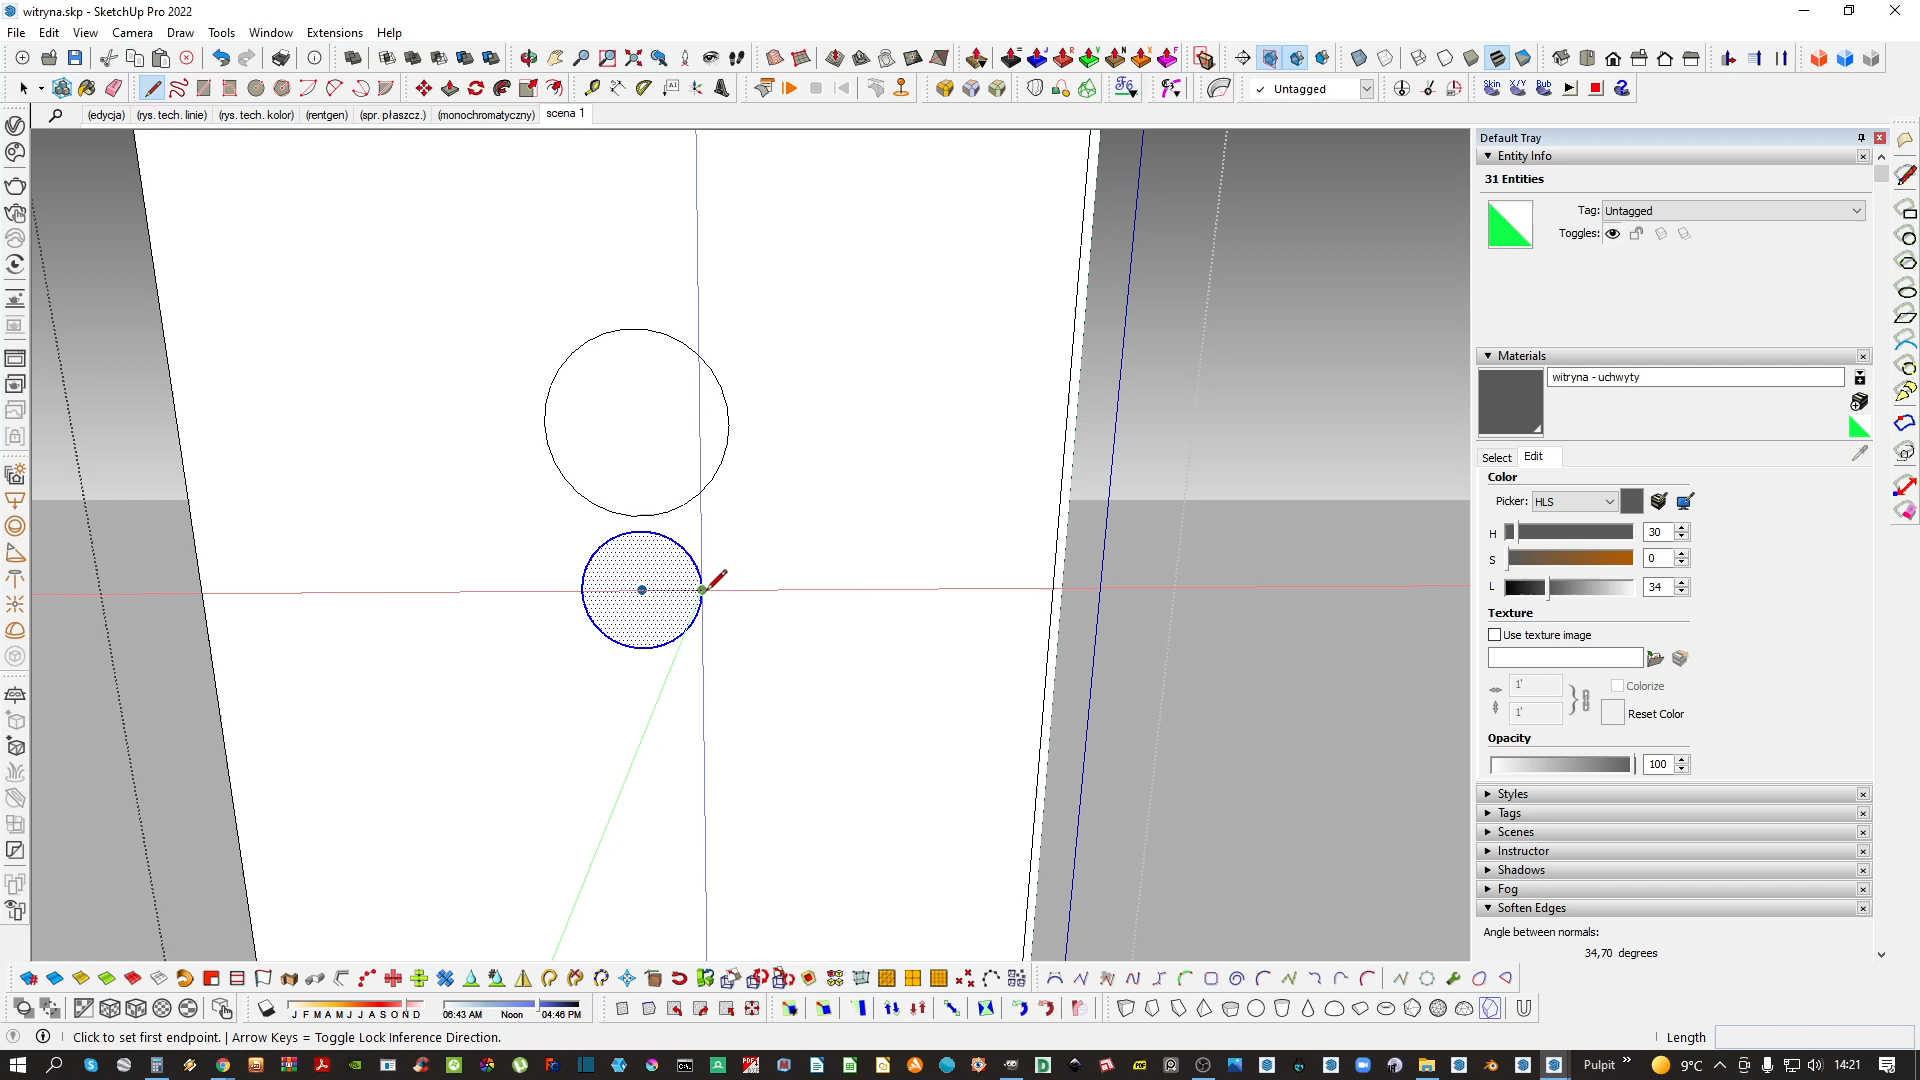 witryna.skp - SketchUp Pro 2022
File Edit View Camera Draw Tools Window Extensions Help
Untagged
Skin X/Y Bub
(edycja) (rys. tech. linie) (rys. tech. kolor) (rentgen) (spr. płaszcz.) (monochromatyczny) scena 1
Default Tray
Entity Info
31 Entities
Tag: Untagged
Toggles:
Materials
witryna - uchwyty
Select Edit
Color
Picker: HLS
H 30
S 0
L 34
Texture
Use texture image
1'
Colorize
1'
Reset Color
Opacity
100
Styles
Tags
Scenes
Instructor
Shadows
Fog
Soften Edges
Angle between normals:
34,70 degrees
J F M A M J J A S O N D
06:43 AM Noon 04:46 PM
Click to set first endpoint. | Arrow Keys = Toggle Lock Inference Direction.
Length
Pulpit
9°C
14:21